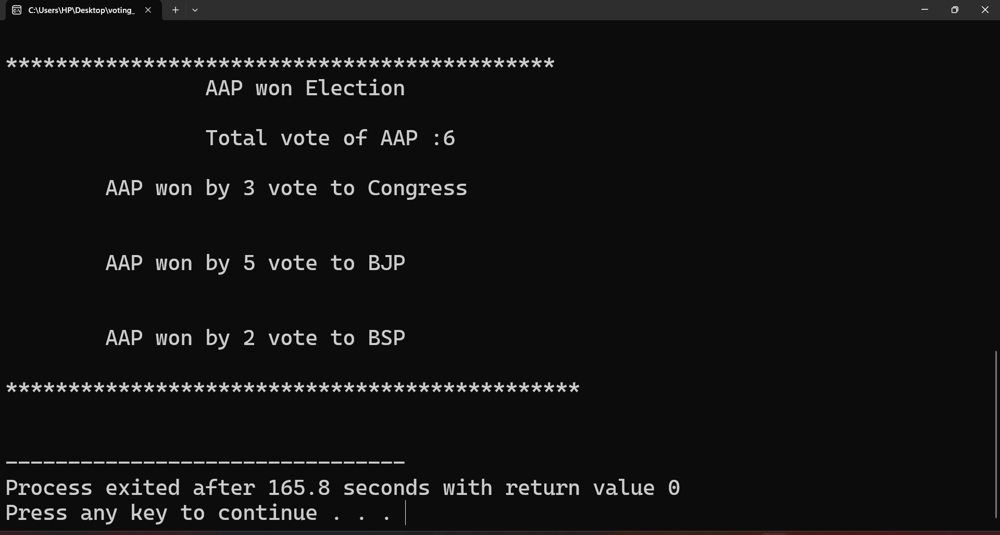 C:\Users\HP\Desktop\voting_
********************************************
AAP won Election
Total vote of AAP :6
AAP won by 3 vote to Congress
AAP won by 5 vote to BJP
AAP won by 2 vote to BSP
**********************************************
--------------------------------
Process exited after 165.8 seconds with return value 0
Press any key to continue . . .